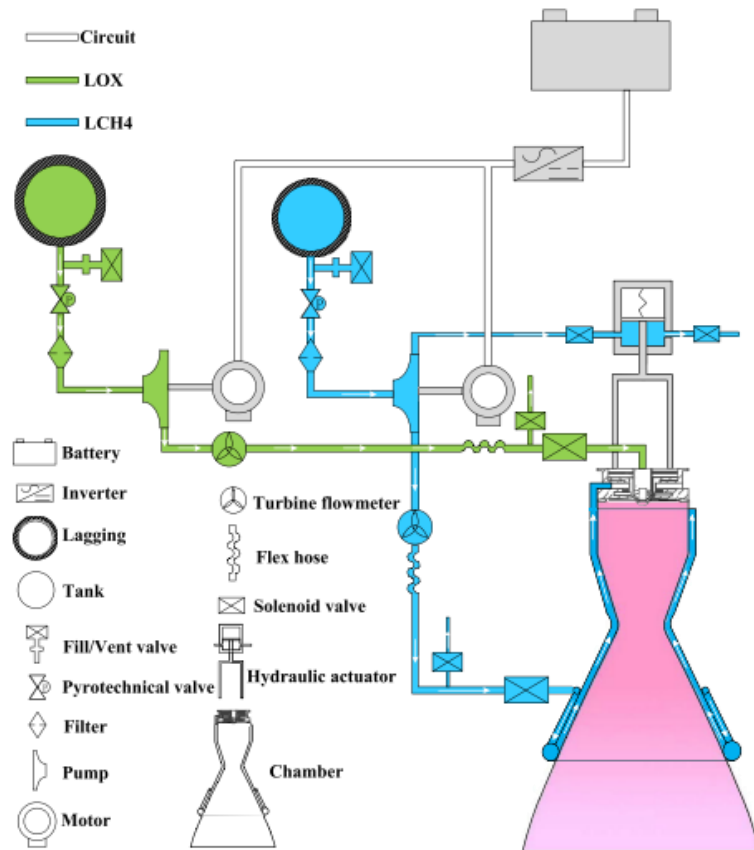 Circuit
LOX
LCH4
P
P
Battery
Inverter
Lagging
Tank
Fill/Vent valve
Pyrotechnical valve
Filter
Pump
Motor
Turbine flowmeter
Flex hose
Solenoid valve
Hydraulic actuator
Chamber
P